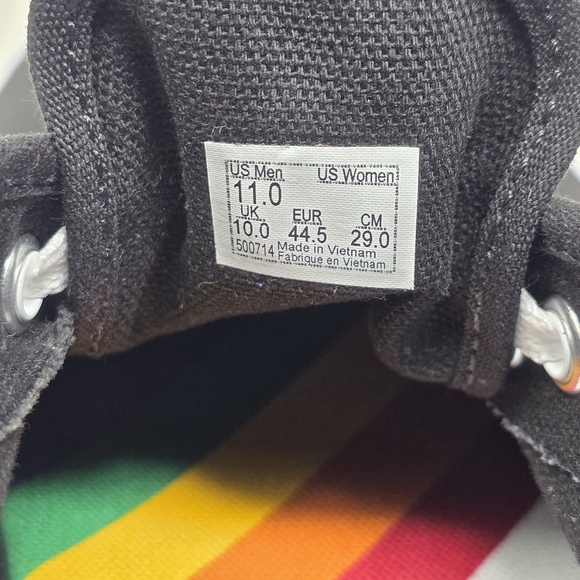 US Men US Women
11.0
UK EUR CM
10.0 44.5 29.0
500714 Made in Vietnam
Fabrique en Vietnam